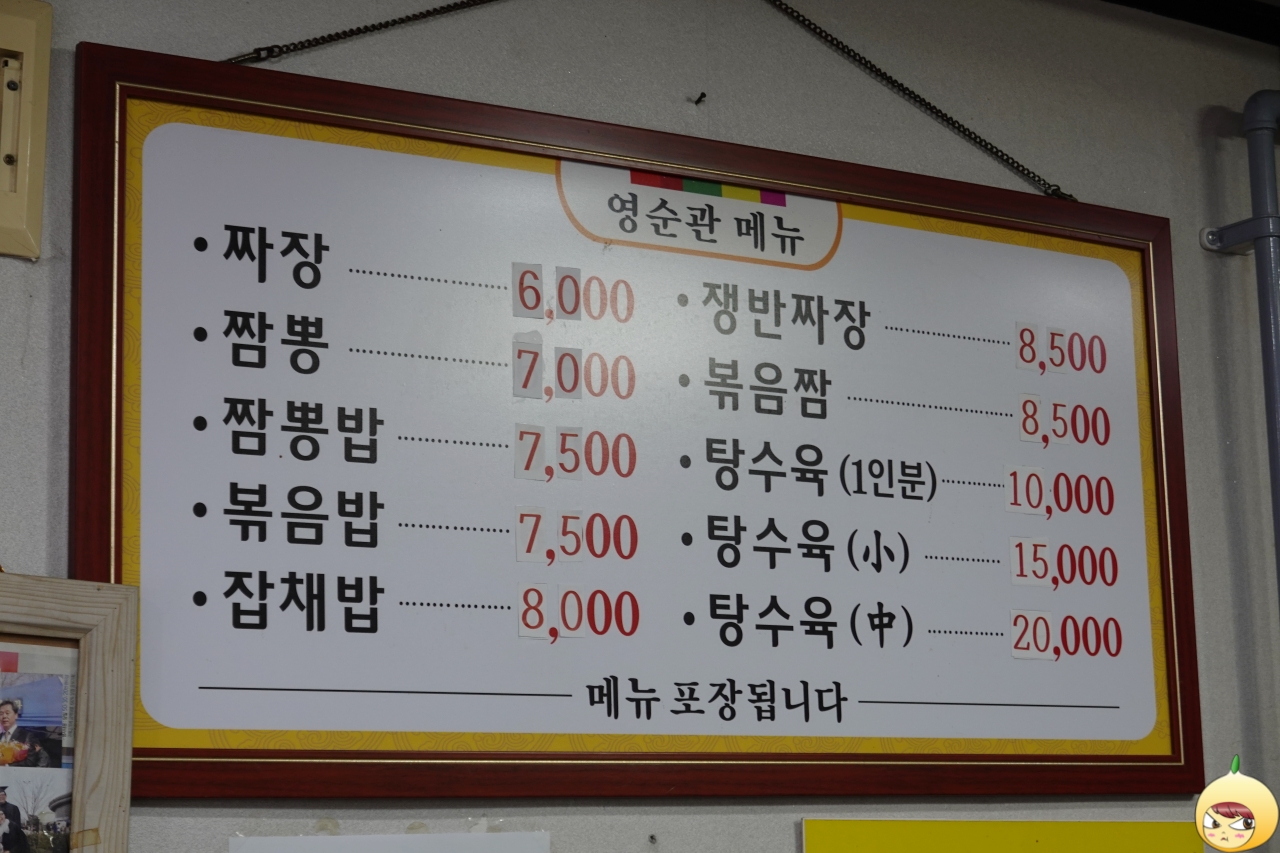 영순관 메뉴
• 짜장 ................ 6,000
• 짬뽕 ................ 7,000
• 짬뽕밥 ............ 7,500
• 볶음밥 ............ 7,500
• 잡채밥 ............ 8,000
• 쟁반짜장 ............ 8,500
• 볶음짬 ................ 8,500
• 탕수육 (1인분) ........ 10,000
• 탕수육 (小) .......... 15,000
• 탕수육 (中) .......... 20,000
메뉴 포장됩니다